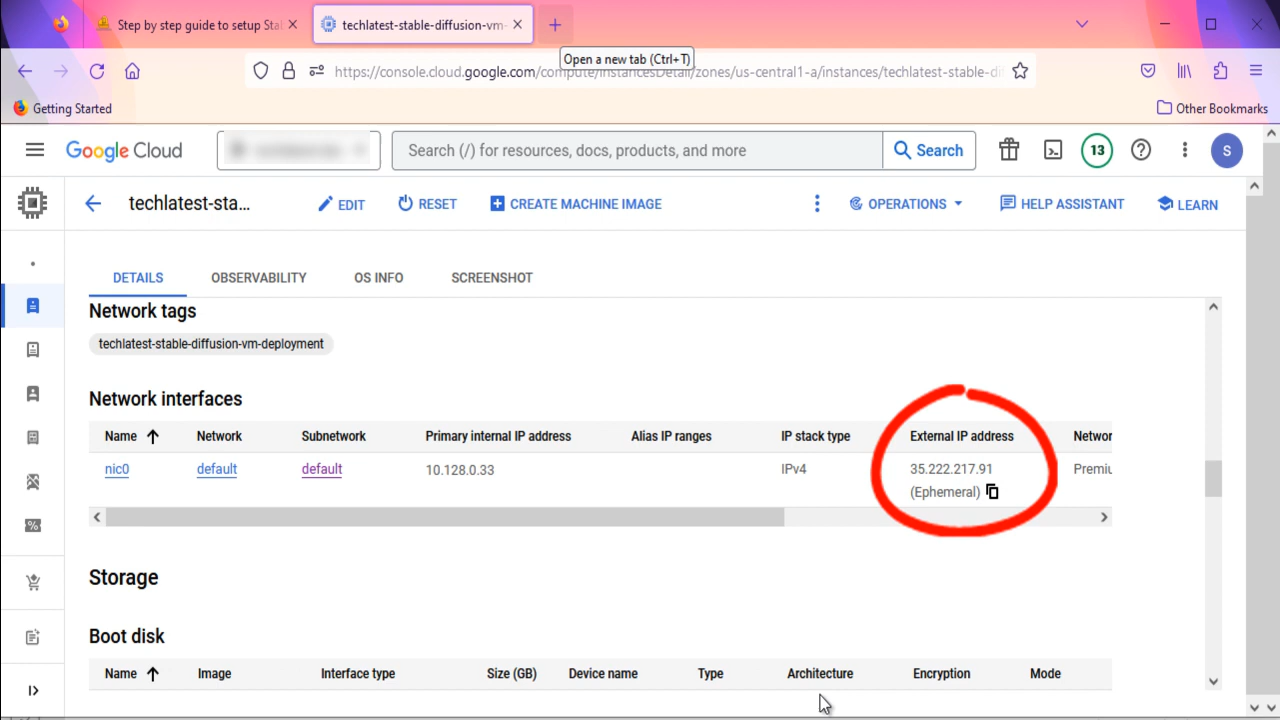 Step by step guide to setup Sta
techlatest-stable-diffusion-vm-
Open a new tab (Ctrl+T)
https://console.cloud.google.com/compute/instancesDetail/zones/us-central1-a/instances/techlatest-stable-di
Getting Started
Other Bookmarks
Google Cloud
Search (/) for resources, docs, products, and more
Search
13
S
techlatest-sta...
EDIT
RESET
CREATE MACHINE IMAGE
OPERATIONS
HELP ASSISTANT
LEARN
DETAILS
OBSERVABILITY
OS INFO
SCREENSHOT
Network tags
techlatest-stable-diffusion-vm-deployment
Network interfaces
Name Network Subnetwork Primary internal IP address Alias IP ranges IP stack type External IP address Networ
nic0 default default 10.128.0.33 IPv4 35.222.217.91 Premiu
(Ephemeral)
Storage
Boot disk
Name Image Interface type Size (GB) Device name Type Architecture Encryption Mode